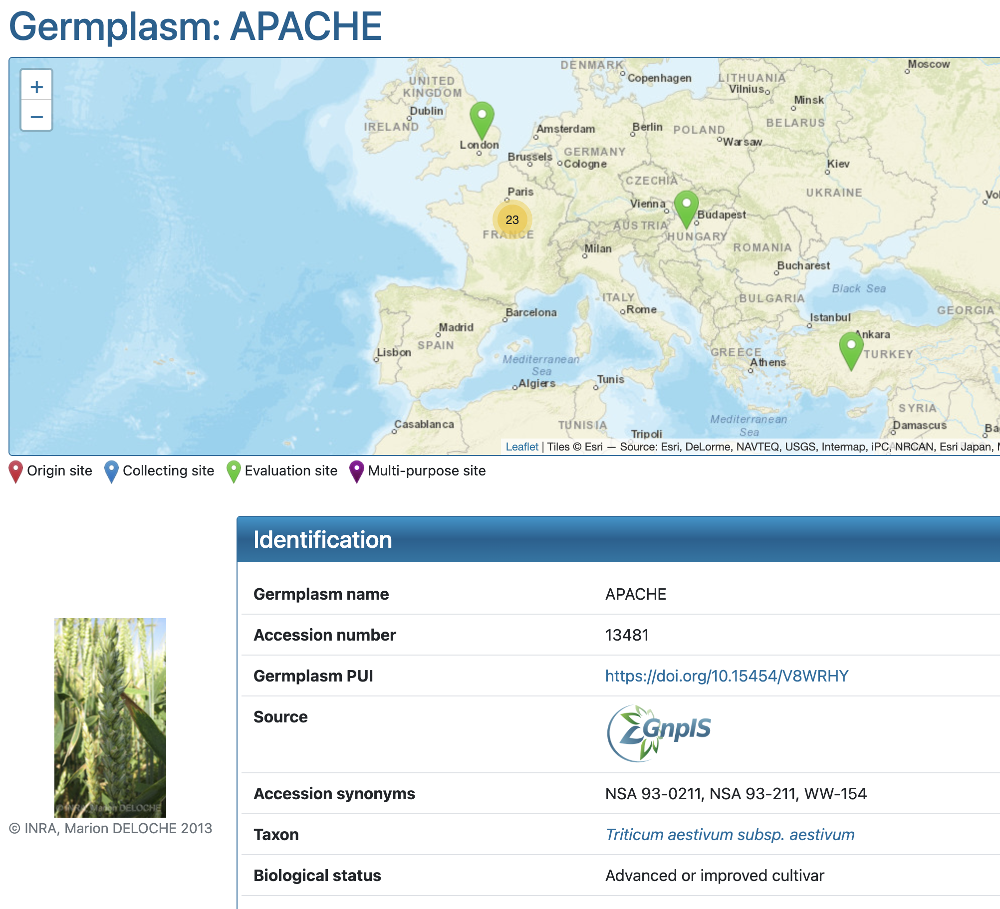 Germplasm: APACHE
+
−
DENMARK
Copenhagen
Moscow
UNITED
KINGDOM
LITHUANIA
Vilnius
Minsk
Dublin
IRELAND
BELARUS
Amsterdam
Berlin
POLAND
London
Warsaw
GERMANY
Brussels
Cologne
Kiev
CZECHIA
Paris
UKRAINE
Vienna
Budapest
23
FRANCE
AUSTRIA
HUNGARY
Milan
ROMANIA
Bucharest
Black Sea
ITALY
BULGARIA
Rome
GEORGIA
Barcelona
Istanbul
Madrid
Ankara
SPAIN
Lisbon
GREECE
TURKEY
Mediterranean
Sea
Athens
Algiers
Tunis
SYRIA
Casablanca
TUNISIA
Mediterranean
Sea
Damascus
Tripoli
Leaflet | Tiles © Esri — Source: Esri, DeLorme, NAVTEQ, USGS, Intermap, iPC, NRCAN, Esri Japan,
Origin site Collecting site Evaluation site Multi-purpose site
Identification
Germplasm name APACHE
Accession number 13481
Germplasm PUI https://doi.org/10.15454/V8WRHY
Source GnpIS
Accession synonyms NSA 93-0211, NSA 93-211, WW-154
© INRA, Marion DELOCHE
© INRA, Marion DELOCHE 2013
Taxon Triticum aestivum subsp. aestivum
Biological status Advanced or improved cultivar